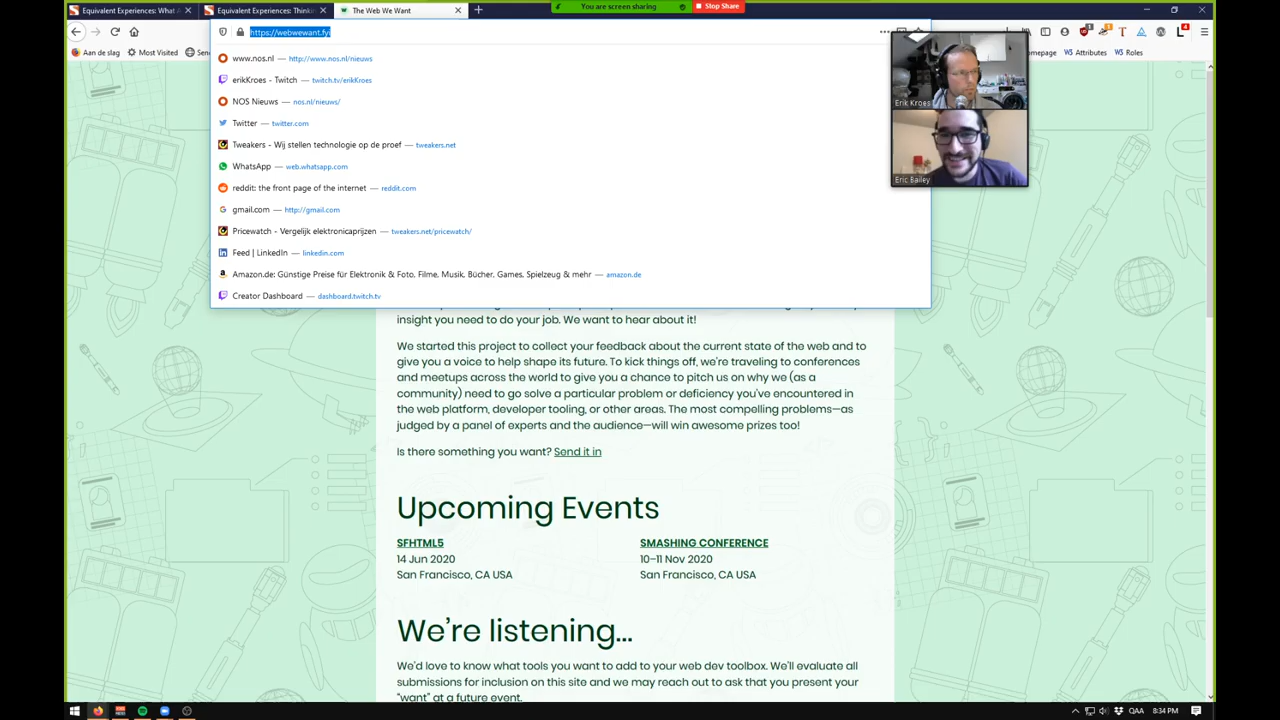 Equivalent Experiences: What A
Equivalent Experiences: Thinkin
The Web We Want
You are screen sharing
Stop Share
https://webwewant.fyi
Aan de slag
Most Visited
Attributes
Roles
www.nos.nl — http://www.nos.nl/nieuws
erikKroes - Twitch — twitch.tv/erikKroes
NOS Nieuws — nos.nl/nieuws/
Twitter — twitter.com
Tweakers - Wij stellen technologie op de proef — tweakers.net
WhatsApp — web.whatsapp.com
reddit: the front page of the internet — reddit.com
gmail.com — http://gmail.com
Pricewatch - Vergelijk elektronicaprijzen — tweakers.net/pricewatch/
Feed | LinkedIn — linkedin.com
Amazon.de: Günstige Preise für Elektronik & Foto, Filme, Musik, Bücher, Games, Spielzeug & mehr — amazon.de
Creator Dashboard — dashboard.twitch.tv
Erik Kroes
Eric Bailey
insight you need to do your job. We want to hear about it!
We started this project to collect your feedback about the current state of the web and to
give you a voice to help shape its future. To kick things off, we're traveling to conferences
and meetups across the world to give you a chance to pitch us on why we (as a
community) need to go solve a particular problem or deficiency you've encountered in
the web platform, developer tooling, or other areas. The most compelling problems—as
judged by a panel of experts and the audience—will win awesome prizes too!
Is there something you want? Send it in
Upcoming Events
SFHTML5
14 Jun 2020
San Francisco, CA USA
SMASHING CONFERENCE
10–11 Nov 2020
San Francisco, CA USA
We're listening...
We'd love to know what tools you want to add to your web dev toolbox. We'll evaluate all
submissions for inclusion on this site and we may reach out to ask that you present your
"want" at a future event.
QAA
8:34 PM